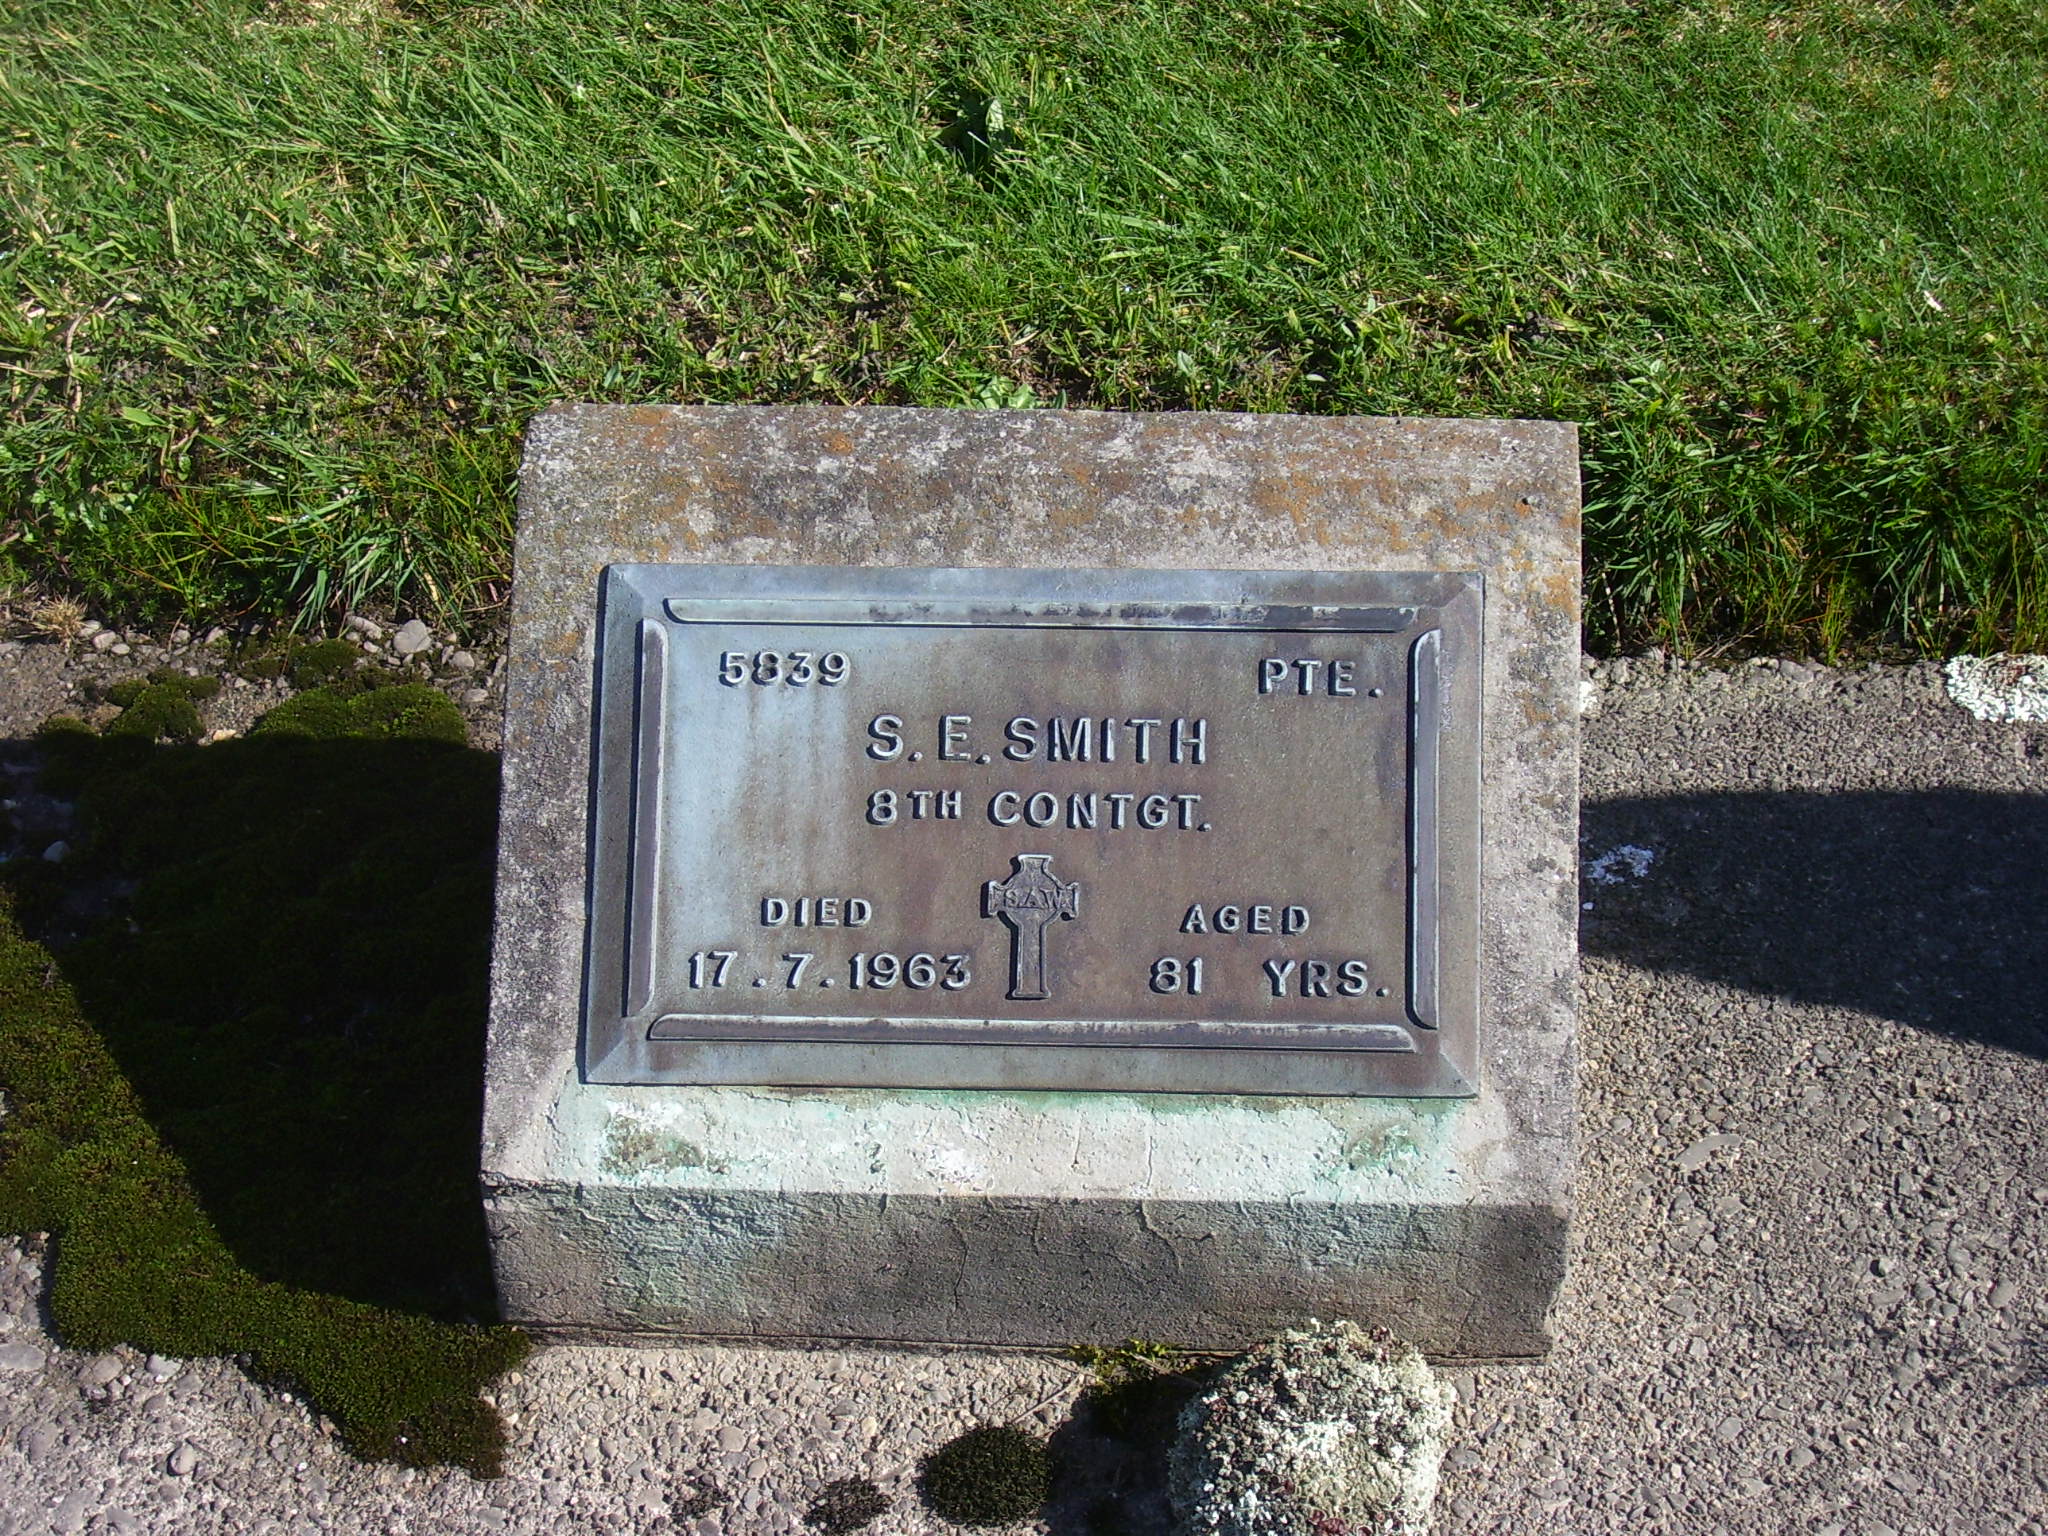 5839 PTE.
S. E. SMITH
8TH CONTGT.
S.A.W.
DIED AGED
17.7.1963 81 YRS.